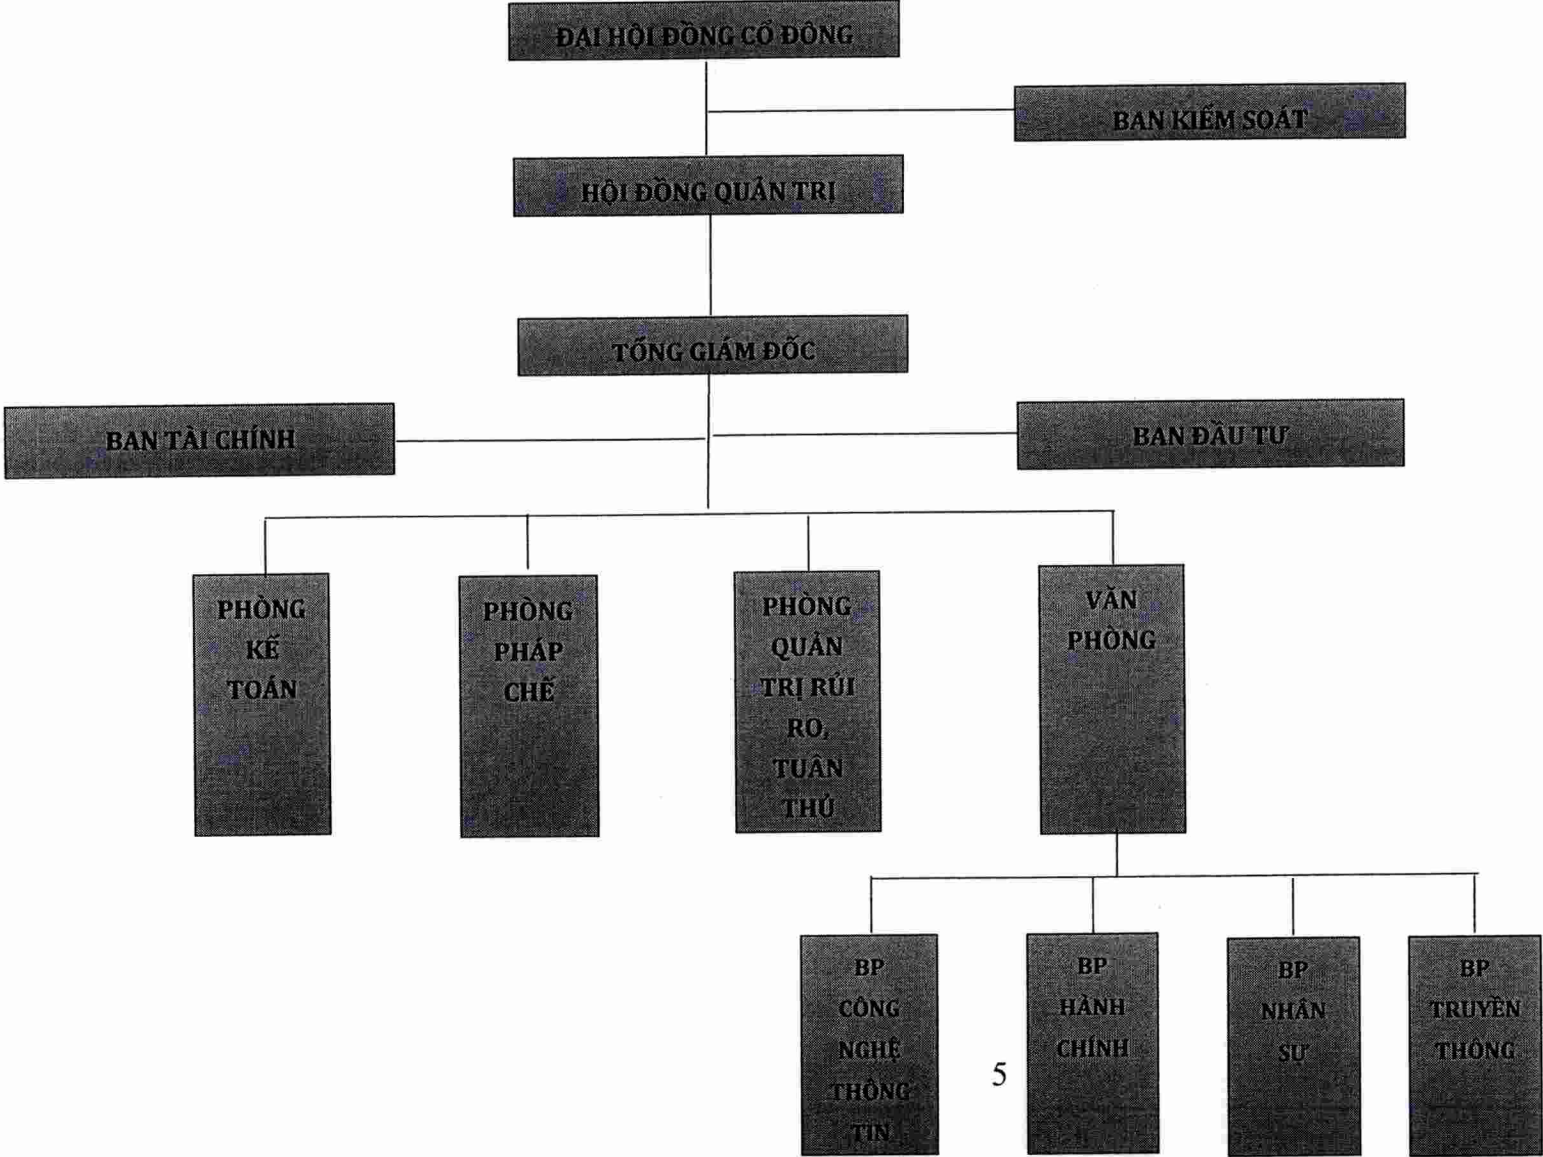 ĐẠI HỘI ĐỒNG CỔ ĐÔNG
BAN KIỂM SOÁT
HỘI ĐỒNG QUẢN TRỊ
TỔNG GIÁM ĐỐC
BAN TÀI CHÍNH
BAN ĐẦU TƯ
PHÒNG
KẾ
TOÁN
PHÒNG
PHÁP
CHẾ
PHÒNG
QUẢN
TRỊ RỦI
RO,
TUÂN
THỦ
VĂN
PHÒNG
BP
CÔNG
NGHỆ
THÔNG
TIN
BP
HÀNH
CHÍNH
BP
NHÂN
SỰ
BP
TRUYỀN
THÔNG
5